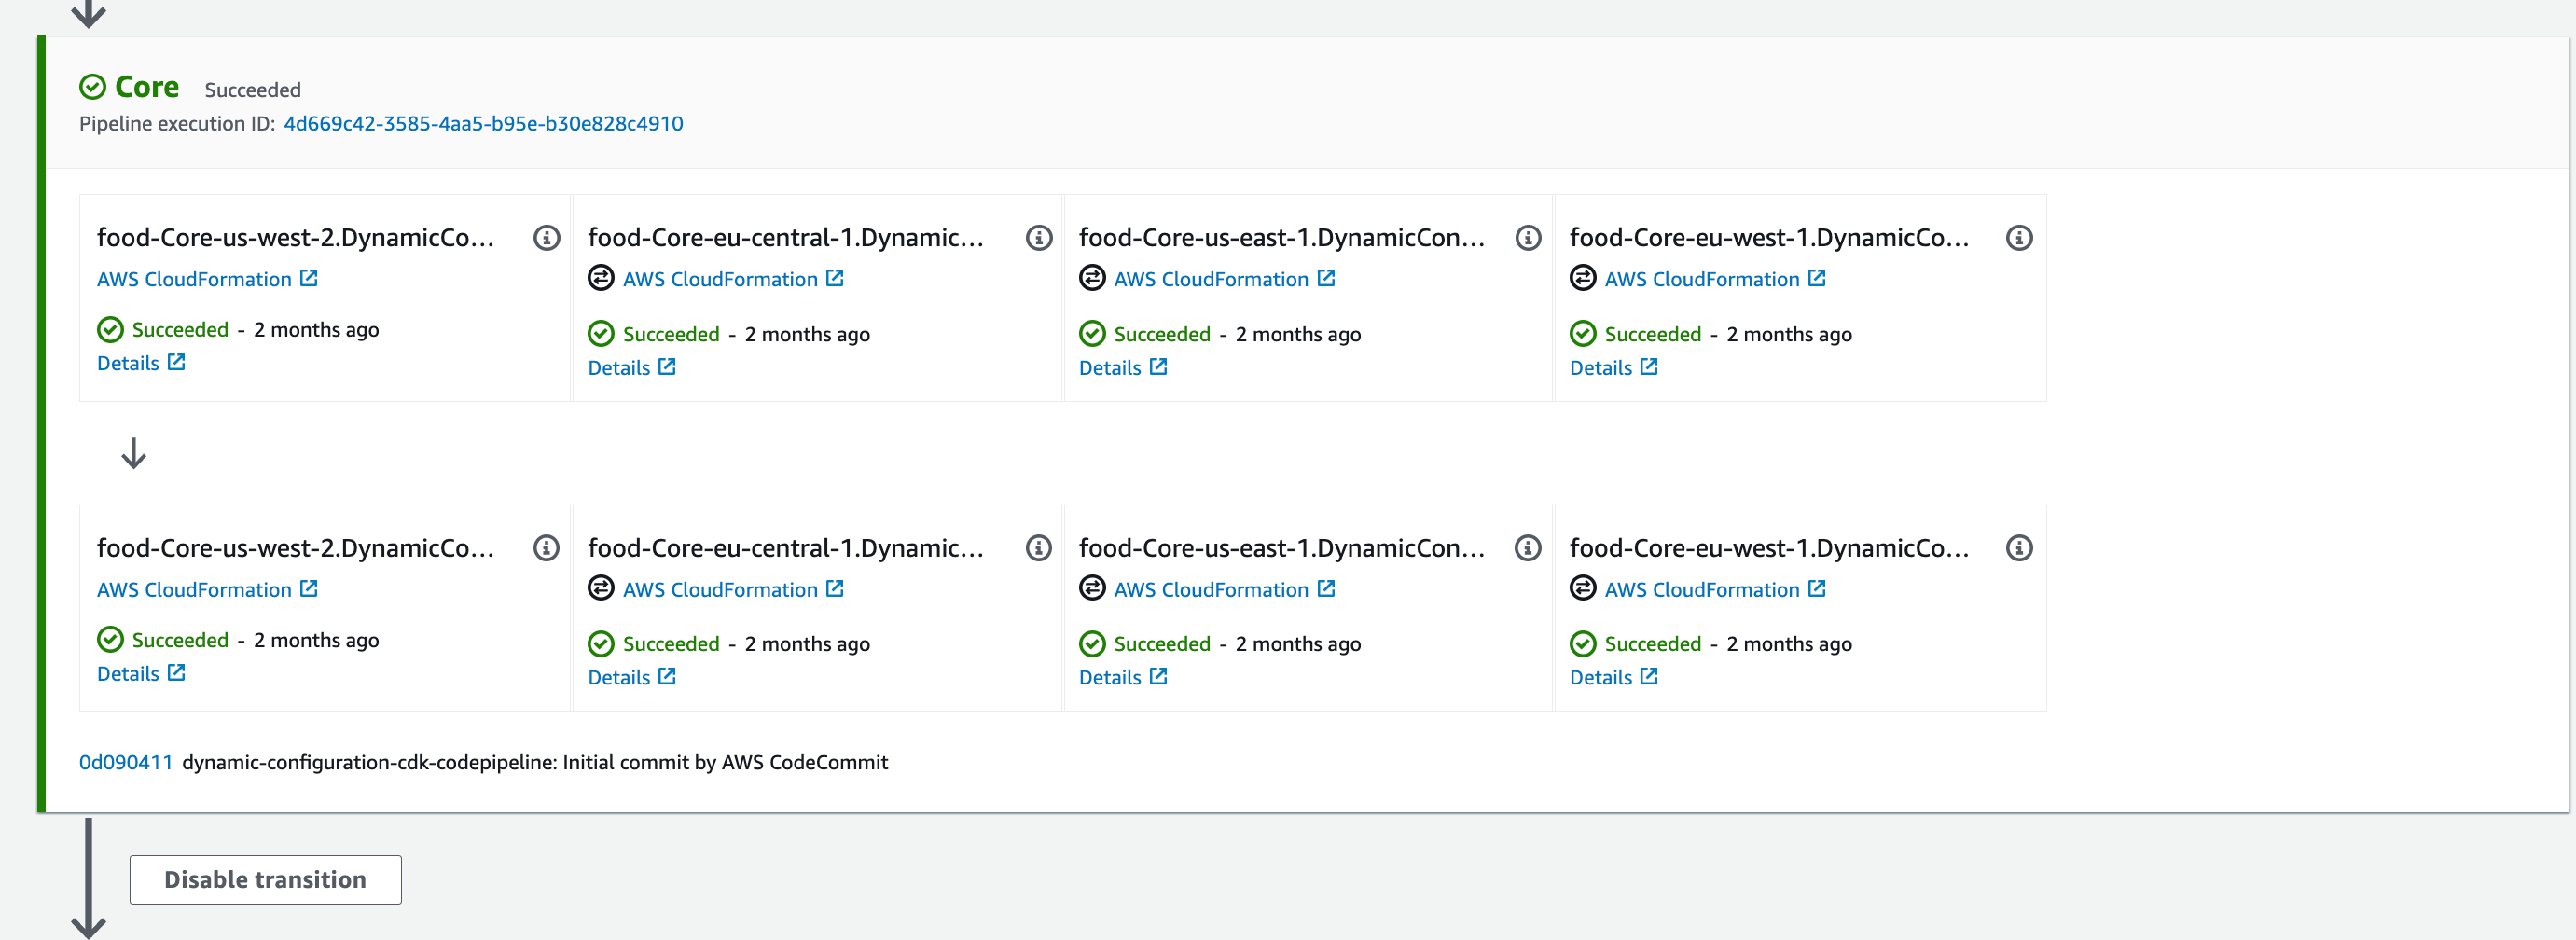 Core Succeeded
Pipeline execution ID: 4d669c42-3585-4aa5-b95e-b30e828c4910
food-Core-us-west-2.DynamicCo... food-Core-eu-central-1.Dynamic... food-Core-us-east-1.DynamicCon... food-Core-eu-west-1.DynamicCo...
AWS CloudFormation AWS CloudFormation AWS CloudFormation AWS CloudFormation
Succeeded - 2 months ago Succeeded - 2 months ago Succeeded - 2 months ago Succeeded - 2 months ago
Details Details Details Details
food-Core-us-west-2.DynamicCo... food-Core-eu-central-1.Dynamic... food-Core-us-east-1.DynamicCon... food-Core-eu-west-1.DynamicCo...
AWS CloudFormation AWS CloudFormation AWS CloudFormation AWS CloudFormation
Succeeded - 2 months ago Succeeded - 2 months ago Succeeded - 2 months ago Succeeded - 2 months ago
Details Details Details Details
0d090411 dynamic-configuration-cdk-codepipeline: Initial commit by AWS CodeCommit
Disable transition